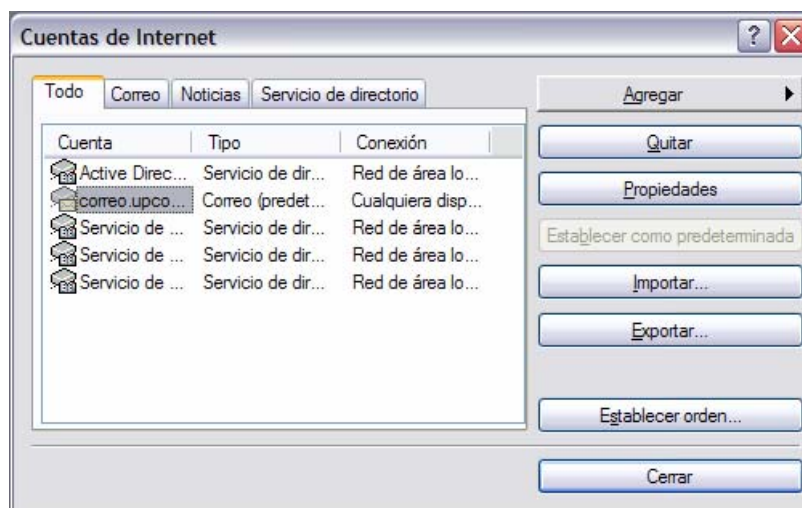 Cuentas de Internet
?
Todo Correo Noticias Servicio de directorio
Cuenta Tipo Conexión
Active Direc... Servicio de dir... Red de área lo...
correo.upco... Correo (predet... Cualquiera disp...
Servicio de ... Servicio de dir... Red de área lo...
Servicio de ... Servicio de dir... Red de área lo...
Servicio de ... Servicio de dir... Red de área lo...
Agregar
Quitar
Propiedades
Establecer como predeterminada
Importar...
Exportar...
Establecer orden...
Cerrar